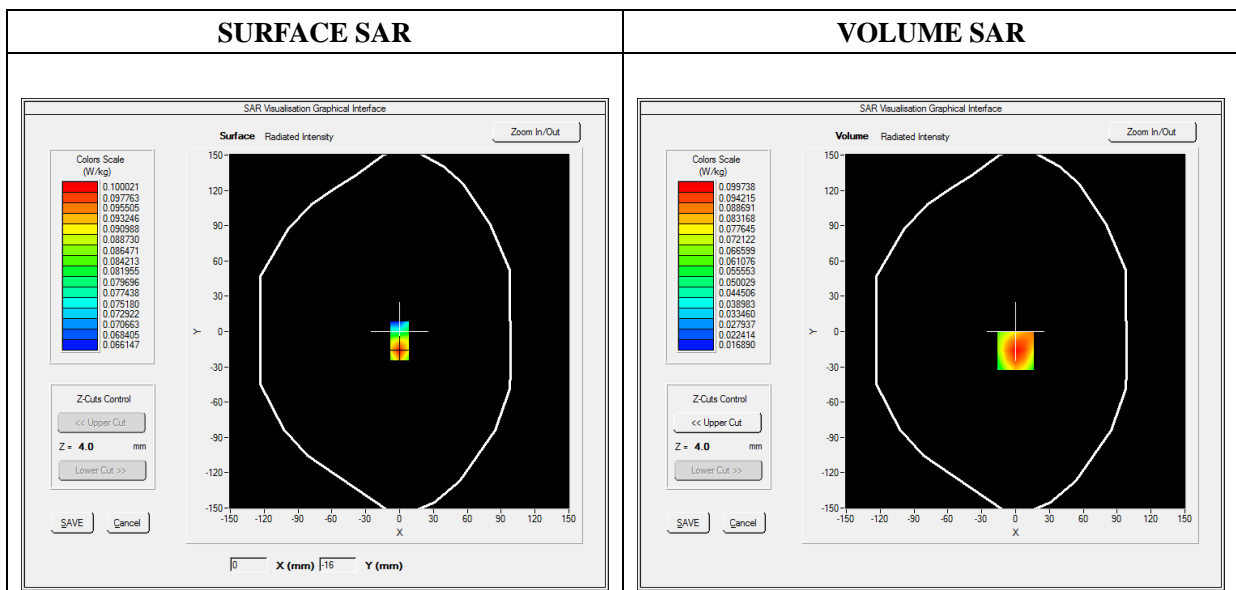 SURFACE SAR
VOLUME SAR
SAR Visualisation Graphical Interface
Surface Radiated Intensity
Zoom In/Out
Colors Scale
(W/kg)
0.100021
0.097763
0.095505
0.093246
0.090988
0.088730
0.086471
0.084213
0.081955
0.079696
0.077438
0.075180
0.072922
0.070663
0.068405
0.066147
Z-Cuts Control
<< Upper Cut
Z = 4.0 mm
Lower Cut >>
SAVE Cancel
150
120
90
60
30
0
-30
-60
-90
-120
-150
Y
-150 -120 -90 -60 -30 0 30 60 90 120 150
X
0 X (mm) -16 Y (mm)
SAR Visualisation Graphical Interface
Volume Radiated Intensity
Zoom In/Out
Colors Scale
(W/kg)
0.099738
0.094215
0.088691
0.083168
0.077645
0.072122
0.066599
0.061076
0.055553
0.050029
0.044506
0.038983
0.033460
0.027937
0.022414
0.016890
Z-Cuts Control
<< Upper Cut
Z = 4.0 mm
Lower Cut >>
SAVE Cancel
150
120
90
60
30
0
-30
-60
-90
-120
-150
Y
-150 -120 -90 -60 -30 0 30 60 90 120 150
X